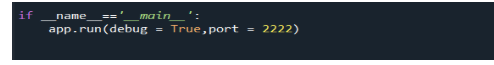 if __name__=='__main__':
    app.run(debug = True,port = 2222)